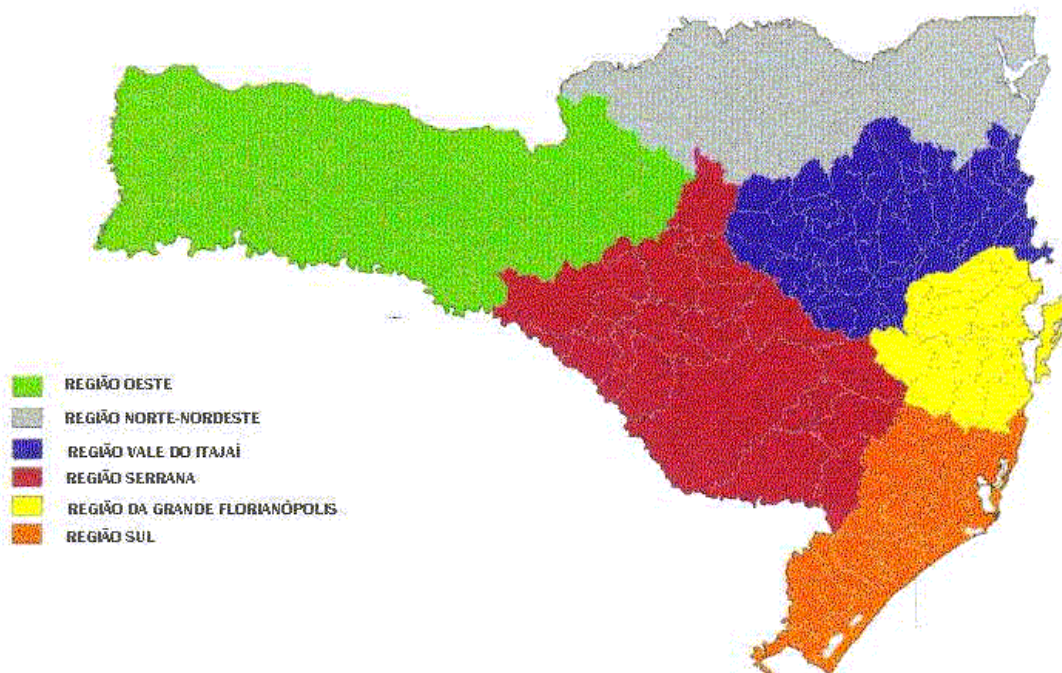 REGIÃO OESTE
REGIÃO NORTE-NORDESTE
REGIÃO VALE DO ITAJAÍ
REGIÃO SERRANA
REGIÃO DA GRANDE FLORIANÓPOLIS
REGIÃO SUL